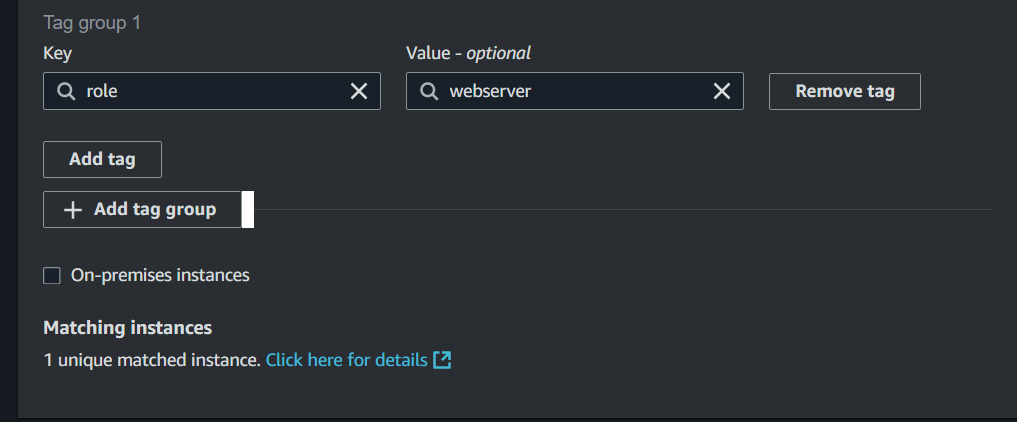 Tag group 1
Key
Value - optional
role
webserver
Remove tag
Add tag
Add tag group
On-premises instances
Matching instances
1 unique matched instance. Click here for details